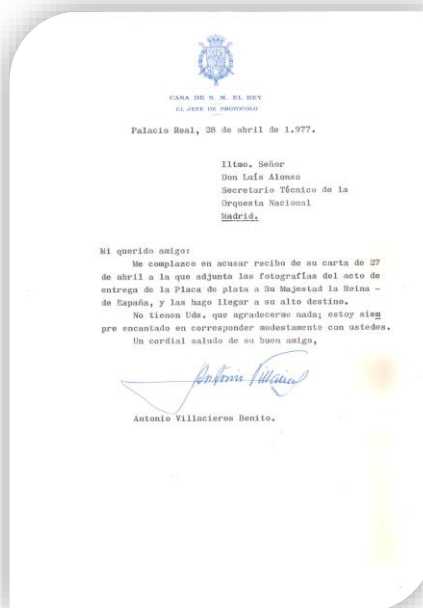 CASA DE S. M. EL REY
EL JEFE DE PROTOCOLO
Palacio Real, 28 de abril de 1.977.
Iltmo. Señor
Don Luís Alonso
Secretario Técnico de la
Orquesta Nacional
Madrid.
Mi querido amigo:
Me complazco en acusar recibo de su carta de 27
de abril a la que adjunta las fotografías del acto de
entrega de la Placa de plata a Su Majestad la Reina -
de España, y las hago llegar a su alto destino.
No tienen Uds. que agradecerme nada; estoy siem
pre encantado en corresponder modestamente con ustedes.
Un cordial saludo de su buen amigo,
Antonio Villacieros
Antonio Villacieros Benito.